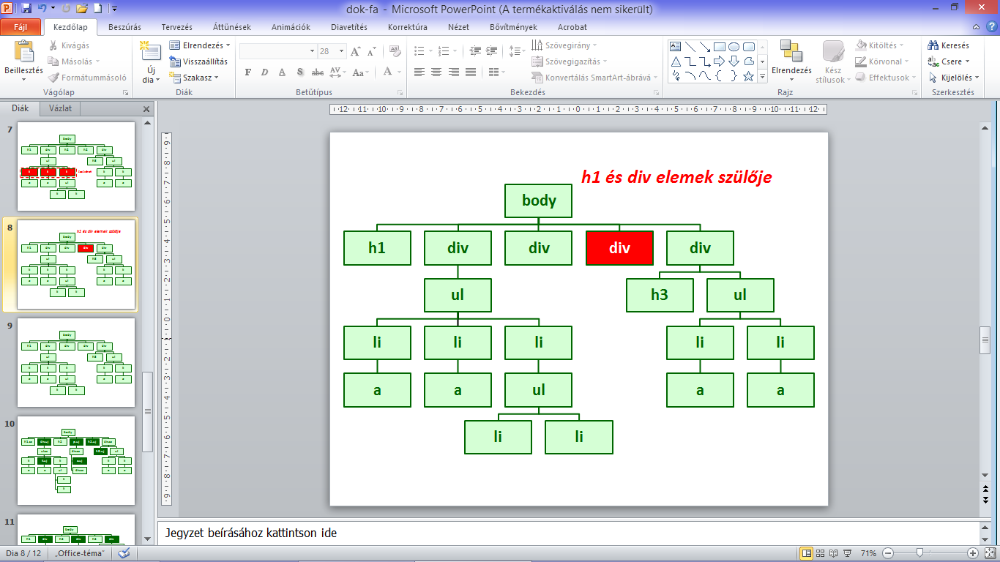 dok-fa - Microsoft PowerPoint (A termékaktiválás nem sikerült)
Fájl Kezdőlap Beszúrás Tervezés Áttűnések Animációk Diavetítés Korrektúra Nézet Bővítmények Acrobat
Beillesztés
Kivágás
Másolás
Formátummásoló
Vágólap
Új
dia
Elrendezés
Visszaállítás
Szakasz
Diák
28
F D A S abc AV Aa A
Betűtípus
Szövegirány
Szövegigazítás
Konvertálás SmartArt-ábrává
Bekezdés
Elrendezés
Kész
stílusok
Kitöltés
Körvonal
Effektusok
Rajz
Keresés
Csere
Kijelölés
Szerkesztés
Diák Vázlat
7
8
9
10
11
h1 és div elemek szülője
body
h1 div div div div
ul h3 ul
li li li li li
a a ul a a
li li
Jegyzet beírásához kattintson ide
Dia 8 / 12 „Office-téma” 71%